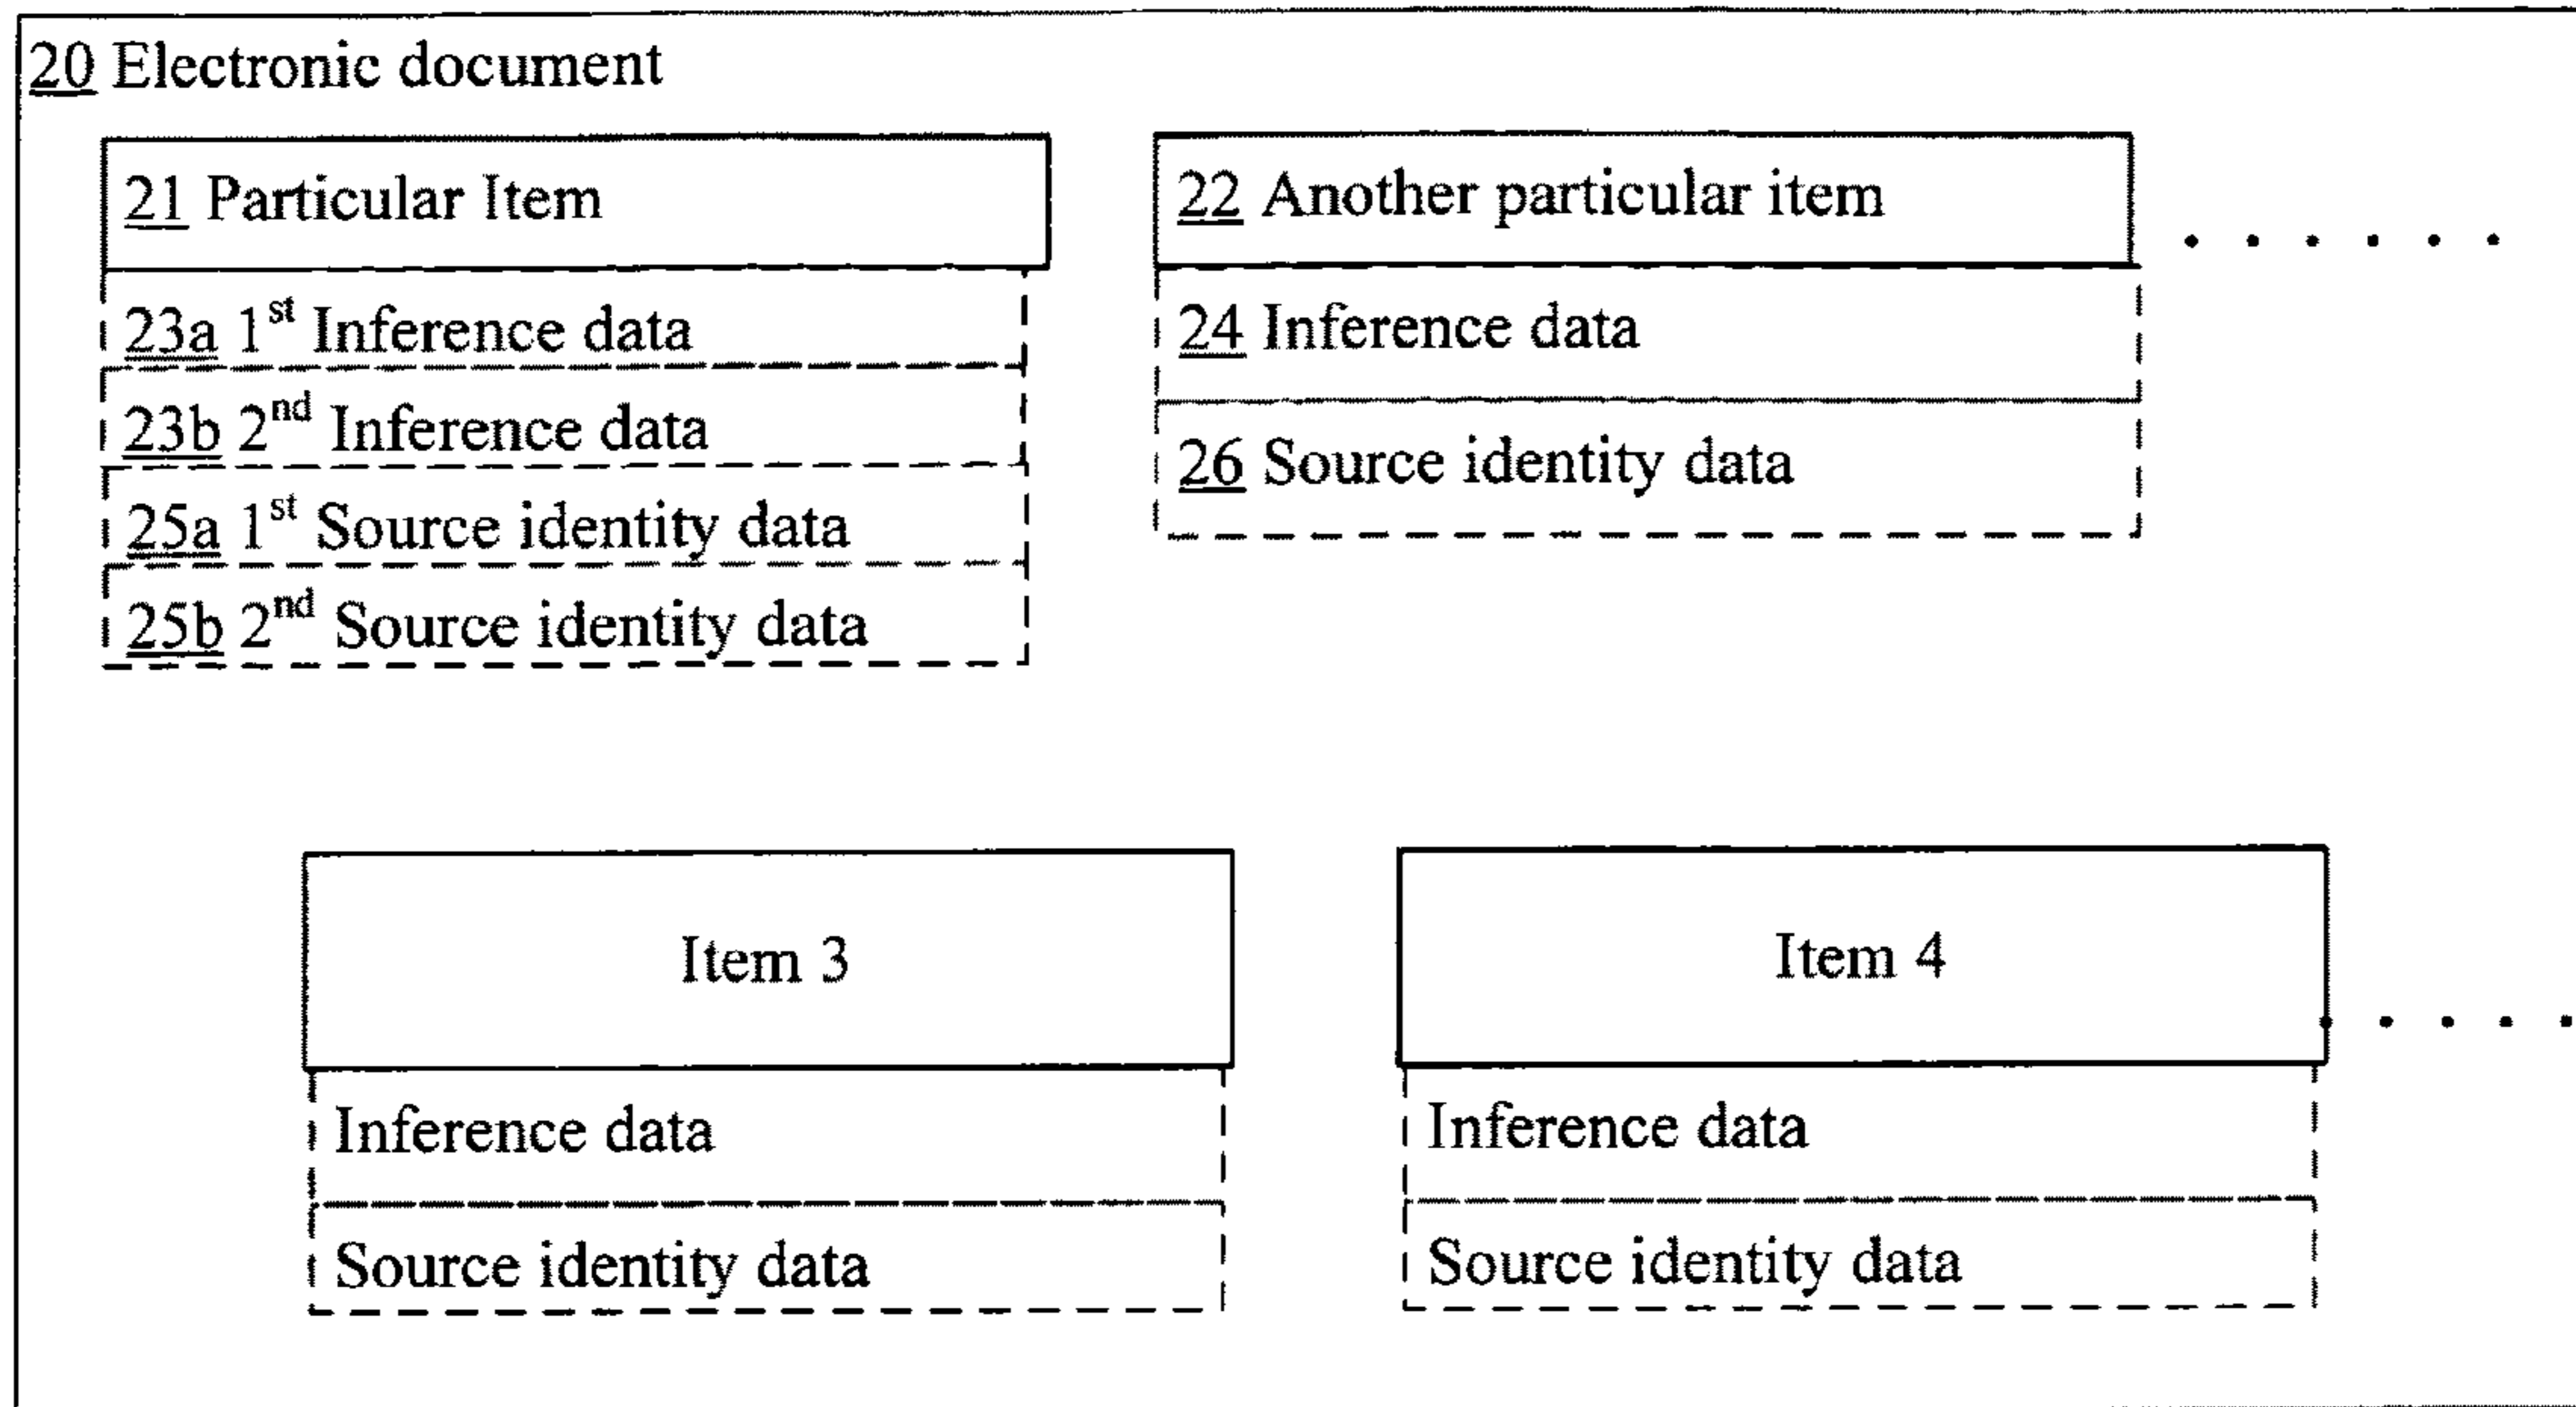 20 Electronic document
21 Particular Item
23a 1st Inference data
23b 2nd Inference data
25a 1st Source identity data
25b 2nd Source identity data
22 Another particular item
. . . . . .
24 Inference data
26 Source identity data
Item 3
Inference data
Source identity data
Item 4
. . . . .
Inference data
Source identity data